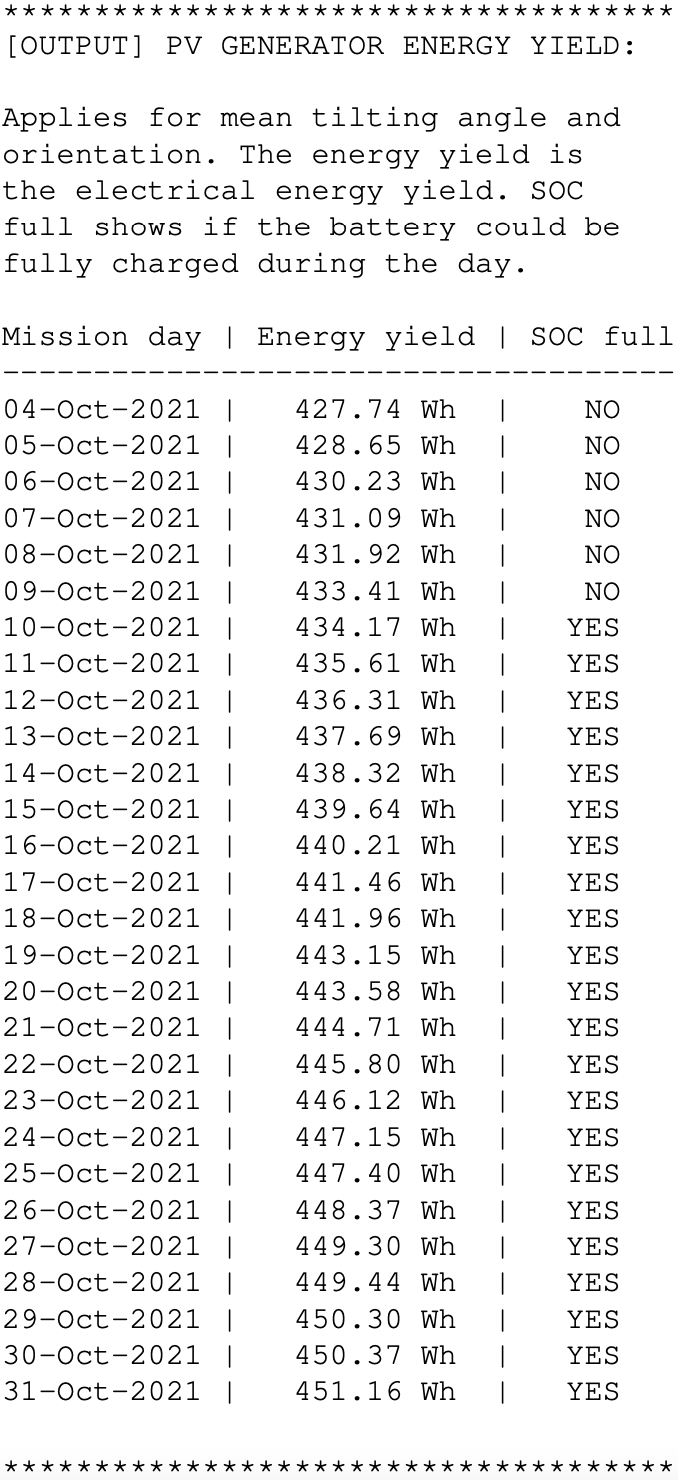 *************************************
[OUTPUT] PV GENERATOR ENERGY YIELD:
Applies for mean tilting angle and
orientation. The energy yield is
the electrical energy yield. SOC
full shows if the battery could be
fully charged during the day.
Mission day | Energy yield | SOC full
-------------------------------------
04-Oct-2021 |   427.74 Wh  |    NO
05-Oct-2021 |   428.65 Wh  |    NO
06-Oct-2021 |   430.23 Wh  |    NO
07-Oct-2021 |   431.09 Wh  |    NO
08-Oct-2021 |   431.92 Wh  |    NO
09-Oct-2021 |   433.41 Wh  |    NO
10-Oct-2021 |   434.17 Wh  |   YES
11-Oct-2021 |   435.61 Wh  |   YES
12-Oct-2021 |   436.31 Wh  |   YES
13-Oct-2021 |   437.69 Wh  |   YES
14-Oct-2021 |   438.32 Wh  |   YES
15-Oct-2021 |   439.64 Wh  |   YES
16-Oct-2021 |   440.21 Wh  |   YES
17-Oct-2021 |   441.46 Wh  |   YES
18-Oct-2021 |   441.96 Wh  |   YES
19-Oct-2021 |   443.15 Wh  |   YES
20-Oct-2021 |   443.58 Wh  |   YES
21-Oct-2021 |   444.71 Wh  |   YES
22-Oct-2021 |   445.80 Wh  |   YES
23-Oct-2021 |   446.12 Wh  |   YES
24-Oct-2021 |   447.15 Wh  |   YES
25-Oct-2021 |   447.40 Wh  |   YES
26-Oct-2021 |   448.37 Wh  |   YES
27-Oct-2021 |   449.30 Wh  |   YES
28-Oct-2021 |   449.44 Wh  |   YES
29-Oct-2021 |   450.30 Wh  |   YES
30-Oct-2021 |   450.37 Wh  |   YES
31-Oct-2021 |   451.16 Wh  |   YES
*************************************